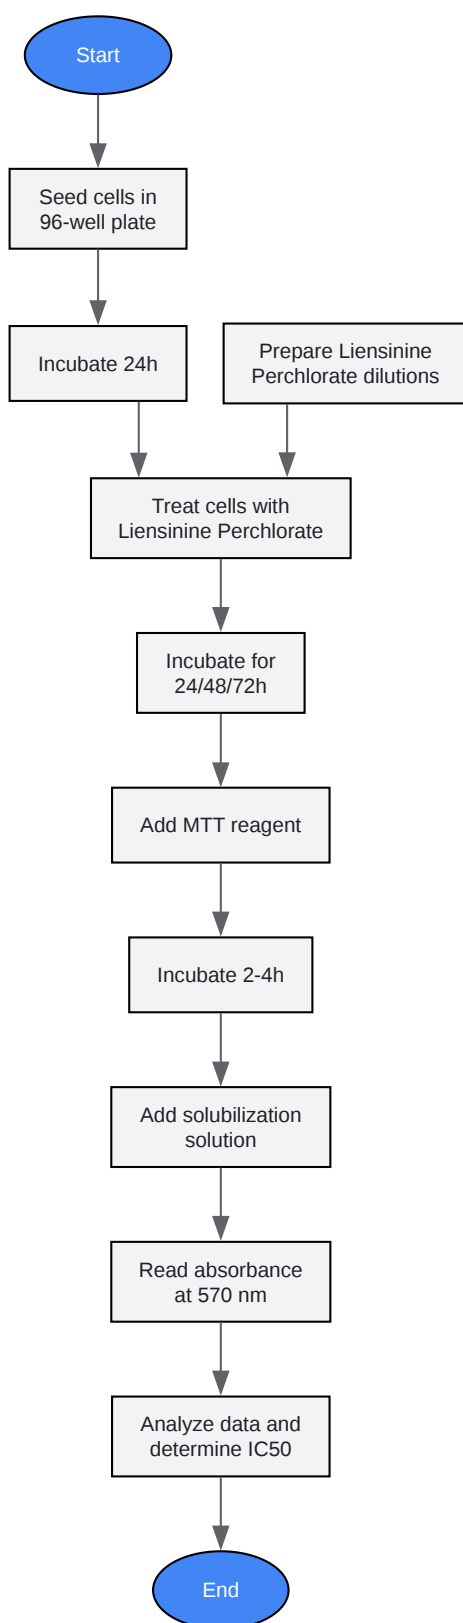 Start
Seed cells in
96-well plate
Incubate 24h
Prepare Liensinine
Perchlorate dilutions
Treat cells with
Liensinine Perchlorate
Incubate for
24/48/72h
Add MTT reagent
Incubate 2-4h
Add solubilization
solution
Read absorbance
at 570 nm
Analyze data and
determine IC50
End